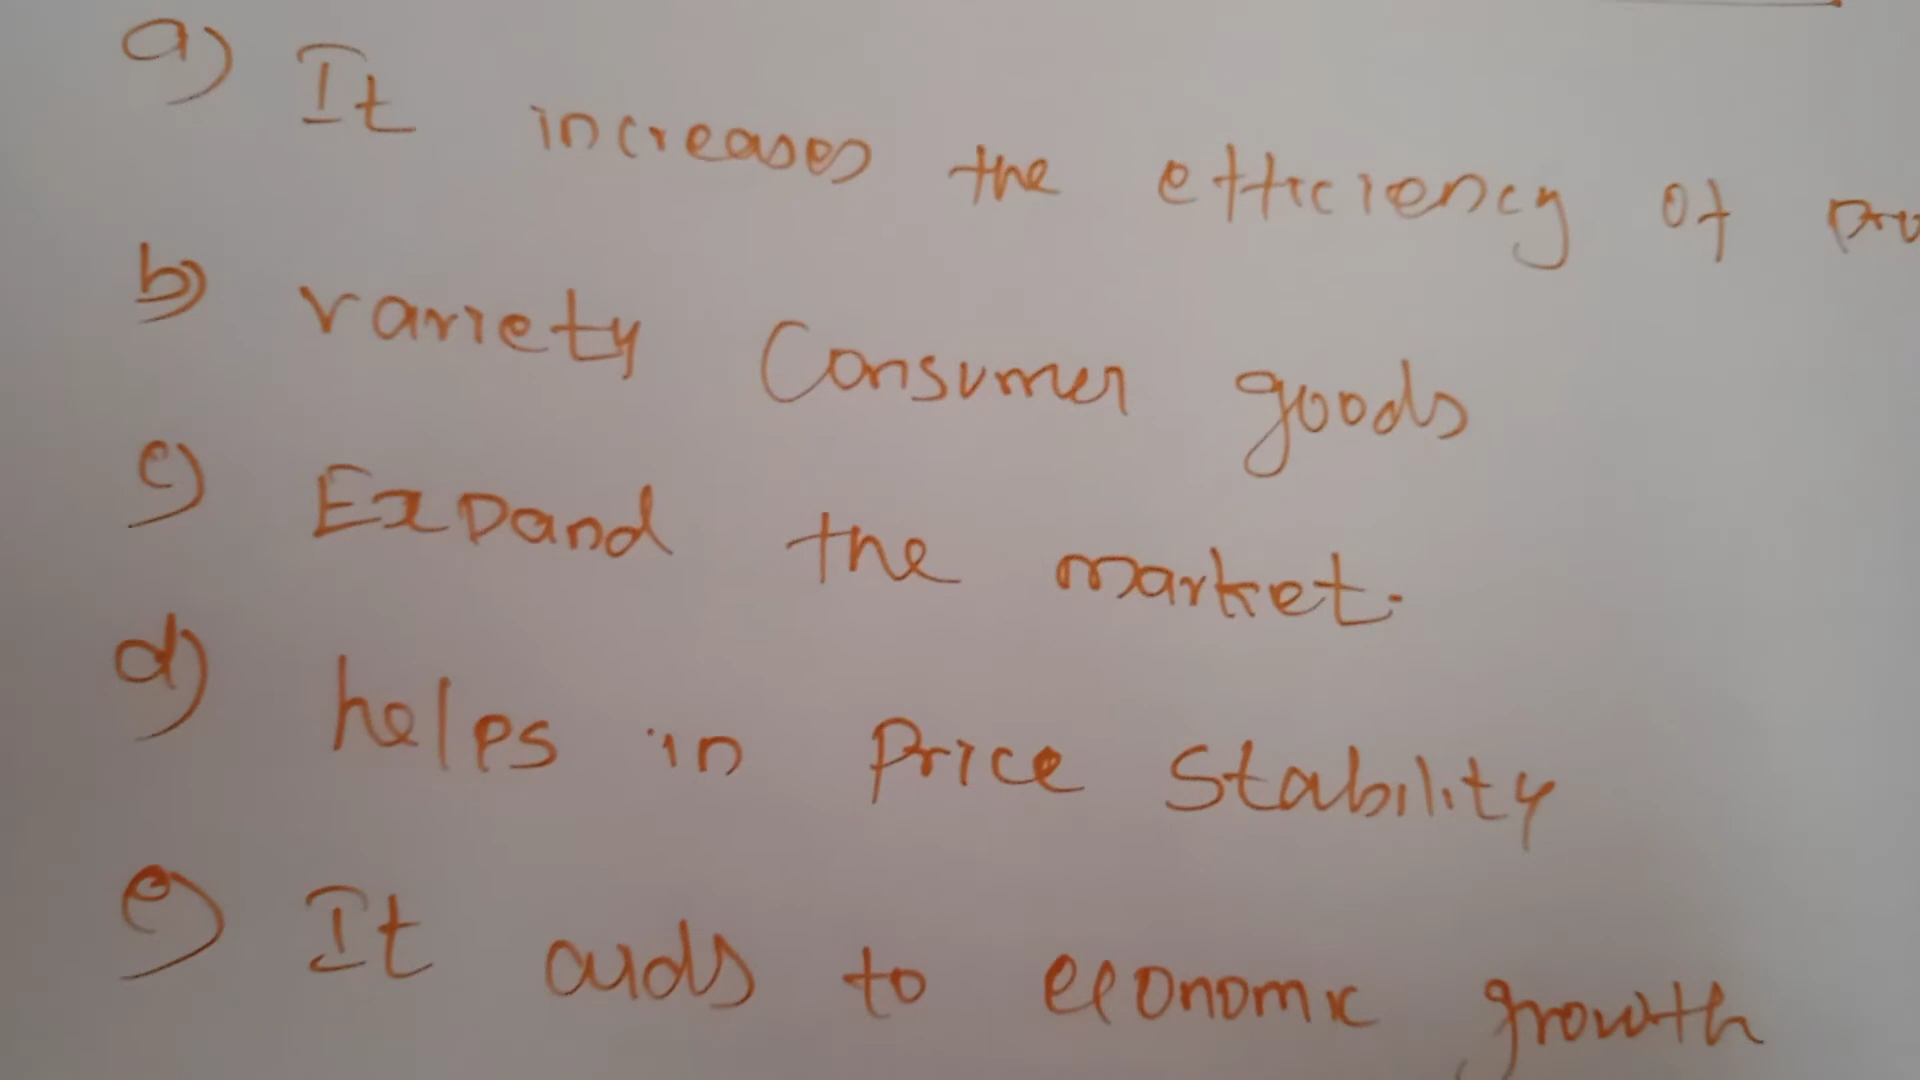 a) It increases the efficiency of
b) variety Consumer goods
c) Expand the market.
d) helps in Price Stability
e) It aids to economic growth